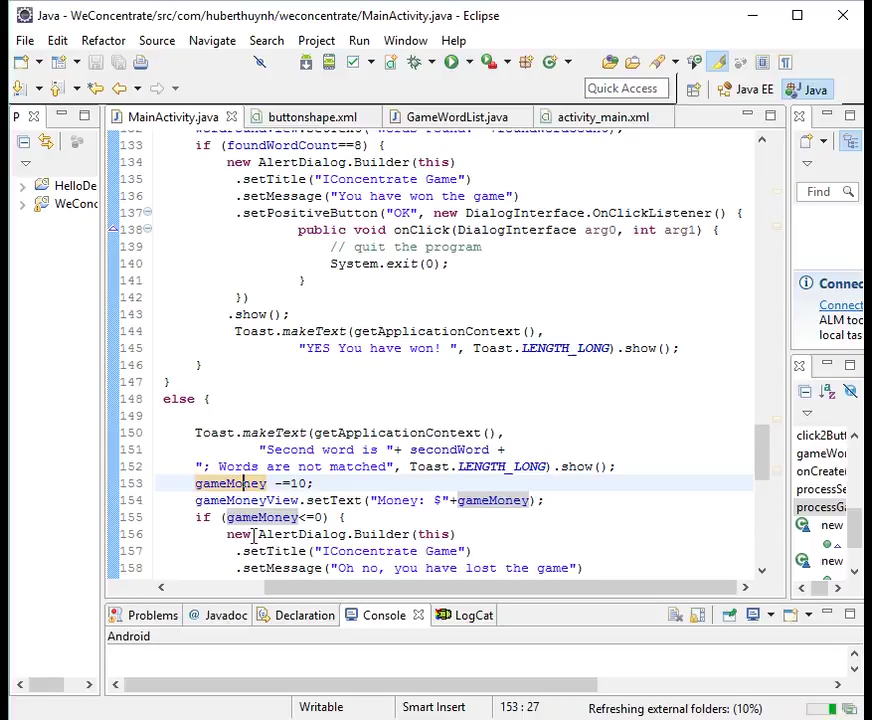 Java - WeConcentrate/src/com/huberthuynh/weconcentrate/MainActivity.java - Eclipse
File Edit Refactor Source Navigate Search Project Run Window Help
Quick Access
Java EE
Java
P
MainActivity.java
buttonshape.xml
GameWordList.java
activity_main.xml
HelloDe
WeConc
133 if (foundWordCount==8) {
134 new AlertDialog.Builder(this)
135 .setTitle("IConcentrate Game")
136 .setMessage("You have won the game")
137 .setPositiveButton("OK", new DialogInterface.OnClickListener() {
138 public void onClick(DialogInterface arg0, int arg1) {
139 // quit the program
140 System.exit(0);
141 }
142 })
143 .show();
144 Toast.makeText(getApplicationContext(),
145 "YES You have won! ", Toast.LENGTH_LONG).show();
146 }
147 }
148 else {
149
150 Toast.makeText(getApplicationContext(),
151 "Second word is "+ secondWord +
152 "; Words are not matched", Toast.LENGTH_LONG).show();
153 gameMoney -=10;
154 gameMoneyView.setText("Money: $"+gameMoney);
155 if (gameMoney<=0) {
156 new AlertDialog.Builder(this)
157 .setTitle("IConcentrate Game")
158 .setMessage("Oh no, you have lost the game")
Find
Connec
Connect
ALM too
local tas
click2Butt
gameWo
onCreate(
processSe
processGa
new
new
Problems
Javadoc
Declaration
Console
LogCat
Android
Writable
Smart Insert
153 : 27
Refreshing external folders: (10%)